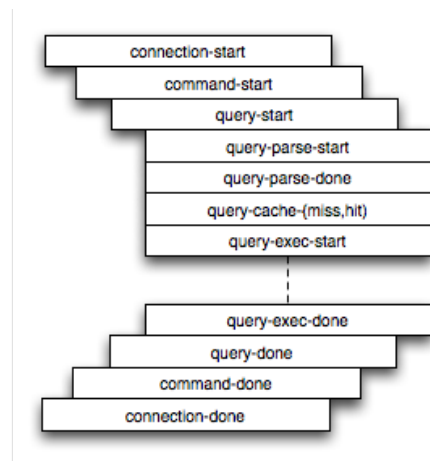 connection-start
command-start
query-start
query-parse-start
query-parse-done
query-cache-(miss,hit)
query-exec-start
query-exec-done
query-done
command-done
connection-done